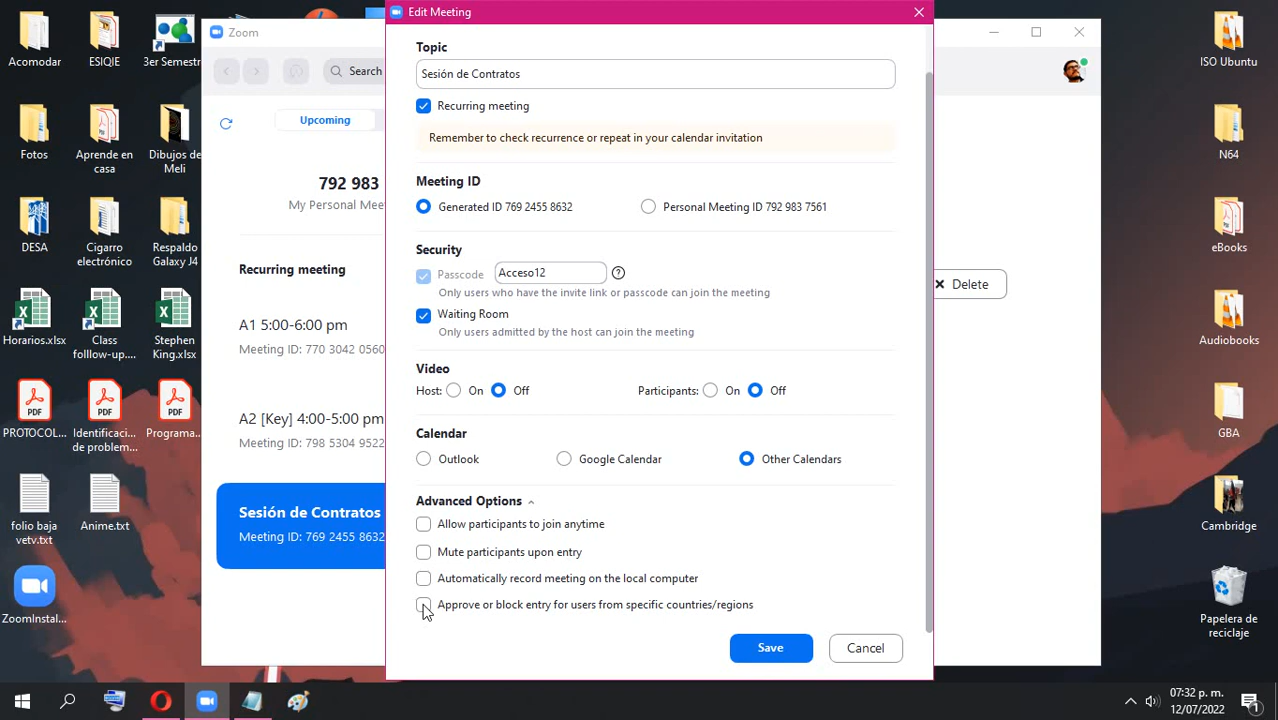 Acomodar
ESIQIE
3er Semestr
Fotos
Aprende en casa
Dibujos de Meli
DESA
Cigarro electrónico
Respaldo Galaxy J4
Horarios.xlsx
Class folllow-up....
Stephen King.xlsx
PDF
PROTOCOL...
PDF
Identificaci... de problem...
PDF
Programa...
folio baja vetv.txt
Anime.txt
ZoomInstal...
Zoom
Search
Upcoming
792 983
My Personal Mee
Recurring meeting
A1 5:00-6:00 pm
Meeting ID: 770 3042 0560
A2 [Key] 4:00-5:00 pm
Meeting ID: 798 5304 9522
Sesión de Contratos
Meeting ID: 769 2455 8632
Edit Meeting
Topic
Sesión de Contratos
Recurring meeting
Remember to check recurrence or repeat in your calendar invitation
Meeting ID
Generated ID 769 2455 8632
Personal Meeting ID 792 983 7561
Security
Passcode
Acceso12
Only users who have the invite link or passcode can join the meeting
Waiting Room
Only users admitted by the host can join the meeting
Video
Host: On Off
Participants: On Off
Calendar
Outlook
Google Calendar
Other Calendars
Advanced Options
Allow participants to join anytime
Mute participants upon entry
Automatically record meeting on the local computer
Approve or block entry for users from specific countries/regions
Save
Cancel
Delete
ISO Ubuntu
N64
eBooks
Audiobooks
GBA
Cambridge
Papelera de reciclaje
07:32 p. m.
12/07/2022
1